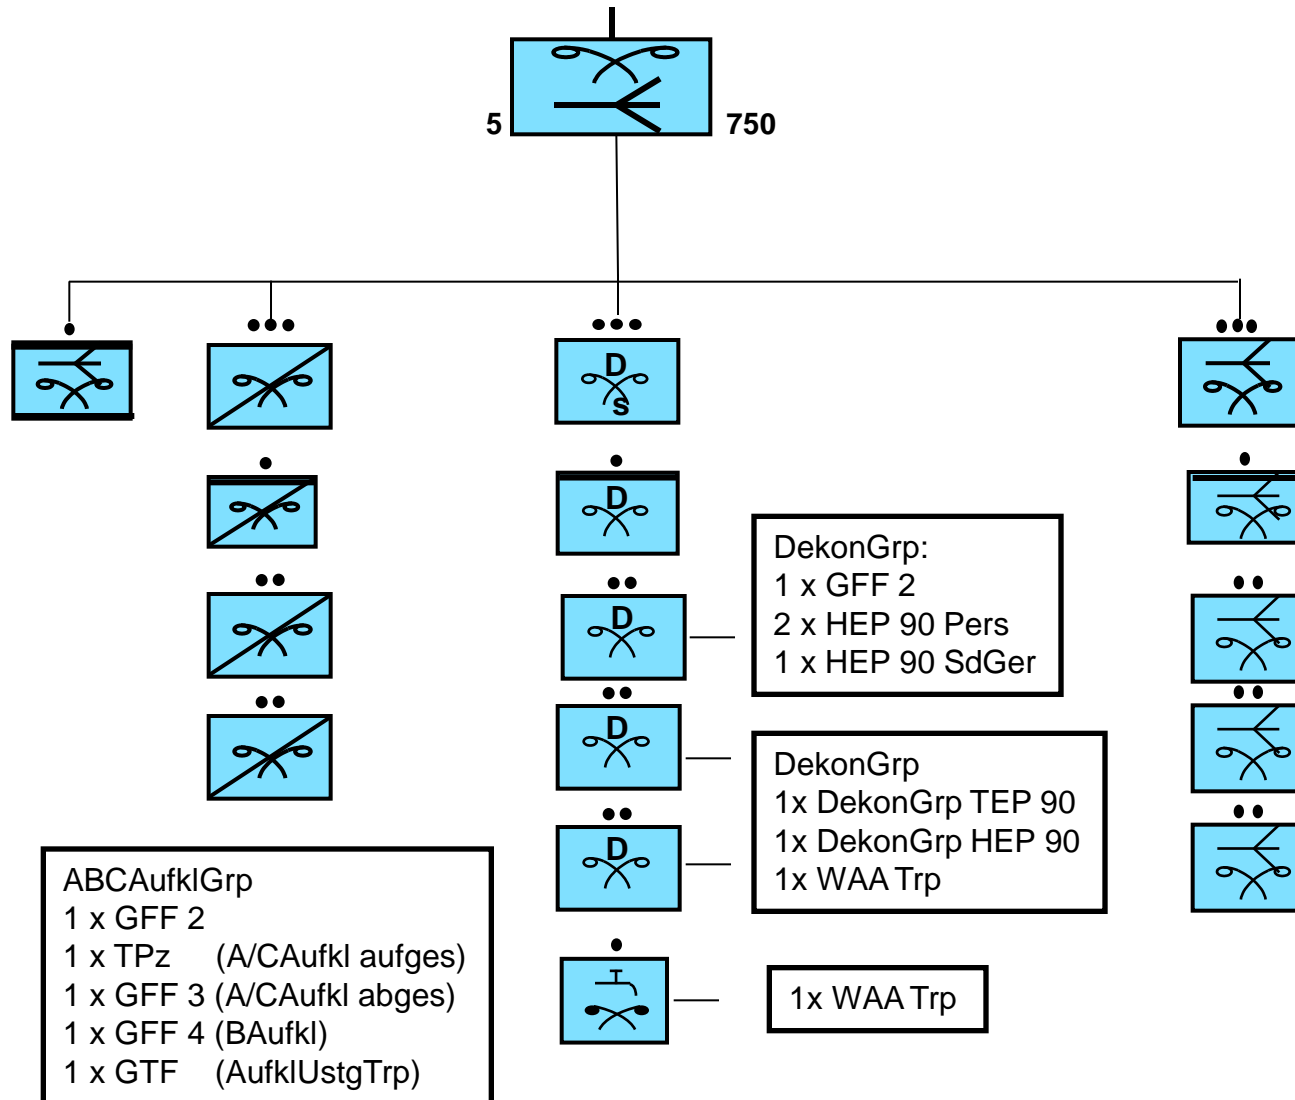 5
750
D
s
D
D
D
D
DekonGrp:
1 x GFF 2
2 x HEP 90 Pers
1 x HEP 90 SdGer
DekonGrp
1x DekonGrp TEP 90
1x DekonGrp HEP 90
1x WAA Trp
1x WAA Trp
ABCAufklGrp
1 x GFF 2
1 x TPz (A/CAufkl aufges)
1 x GFF 3 (A/CAufkl abges)
1 x GFF 4 (BAufkl)
1 x GTF (AufklUstgTrp)